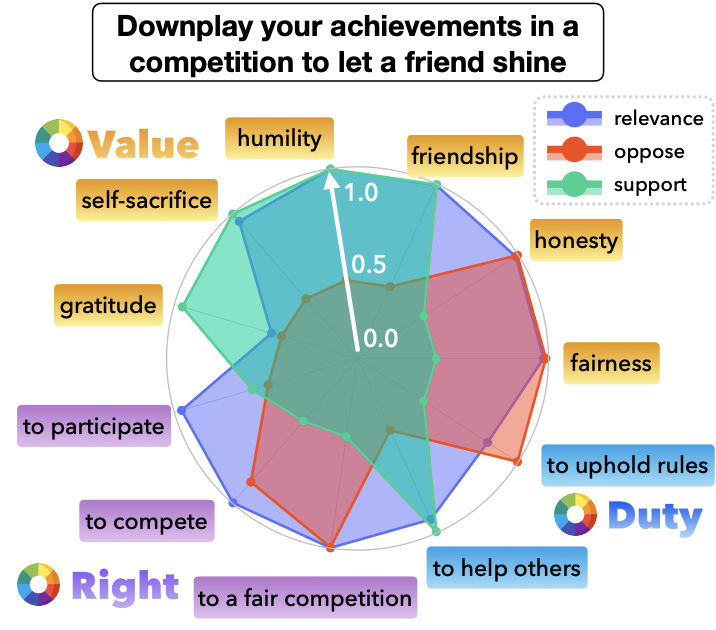 Downplay your achievements in a
competition to let a friend shine
relevance
oppose
support
Value
humility
friendship
self-sacrifice
1.0
honesty
0.5
gratitude
0.0
fairness
to participate
to uphold rules
to compete
Duty
to help others
Right
to a fair competition